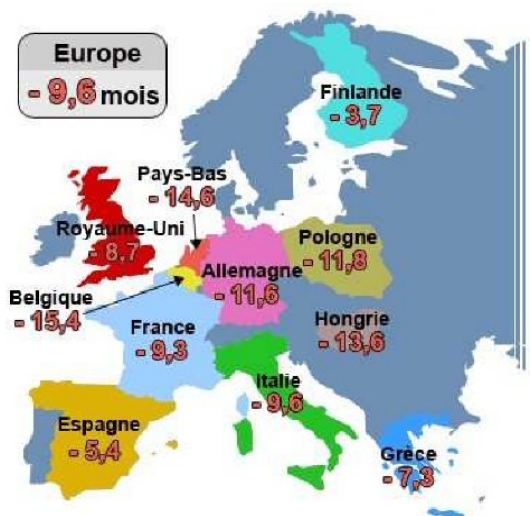 Europe
- 9,6 mois
Finlande
- 3,7
Pays-Bas
- 14,6
Royaume-Uni
- 8,7
Pologne
- 11,8
Allemagne
- 11,6
Belgique
- 15,4
France
- 9,3
Hongrie
- 13,6
Italie
- 9,6
Espagne
- 5,4
Grèce
- 7,3